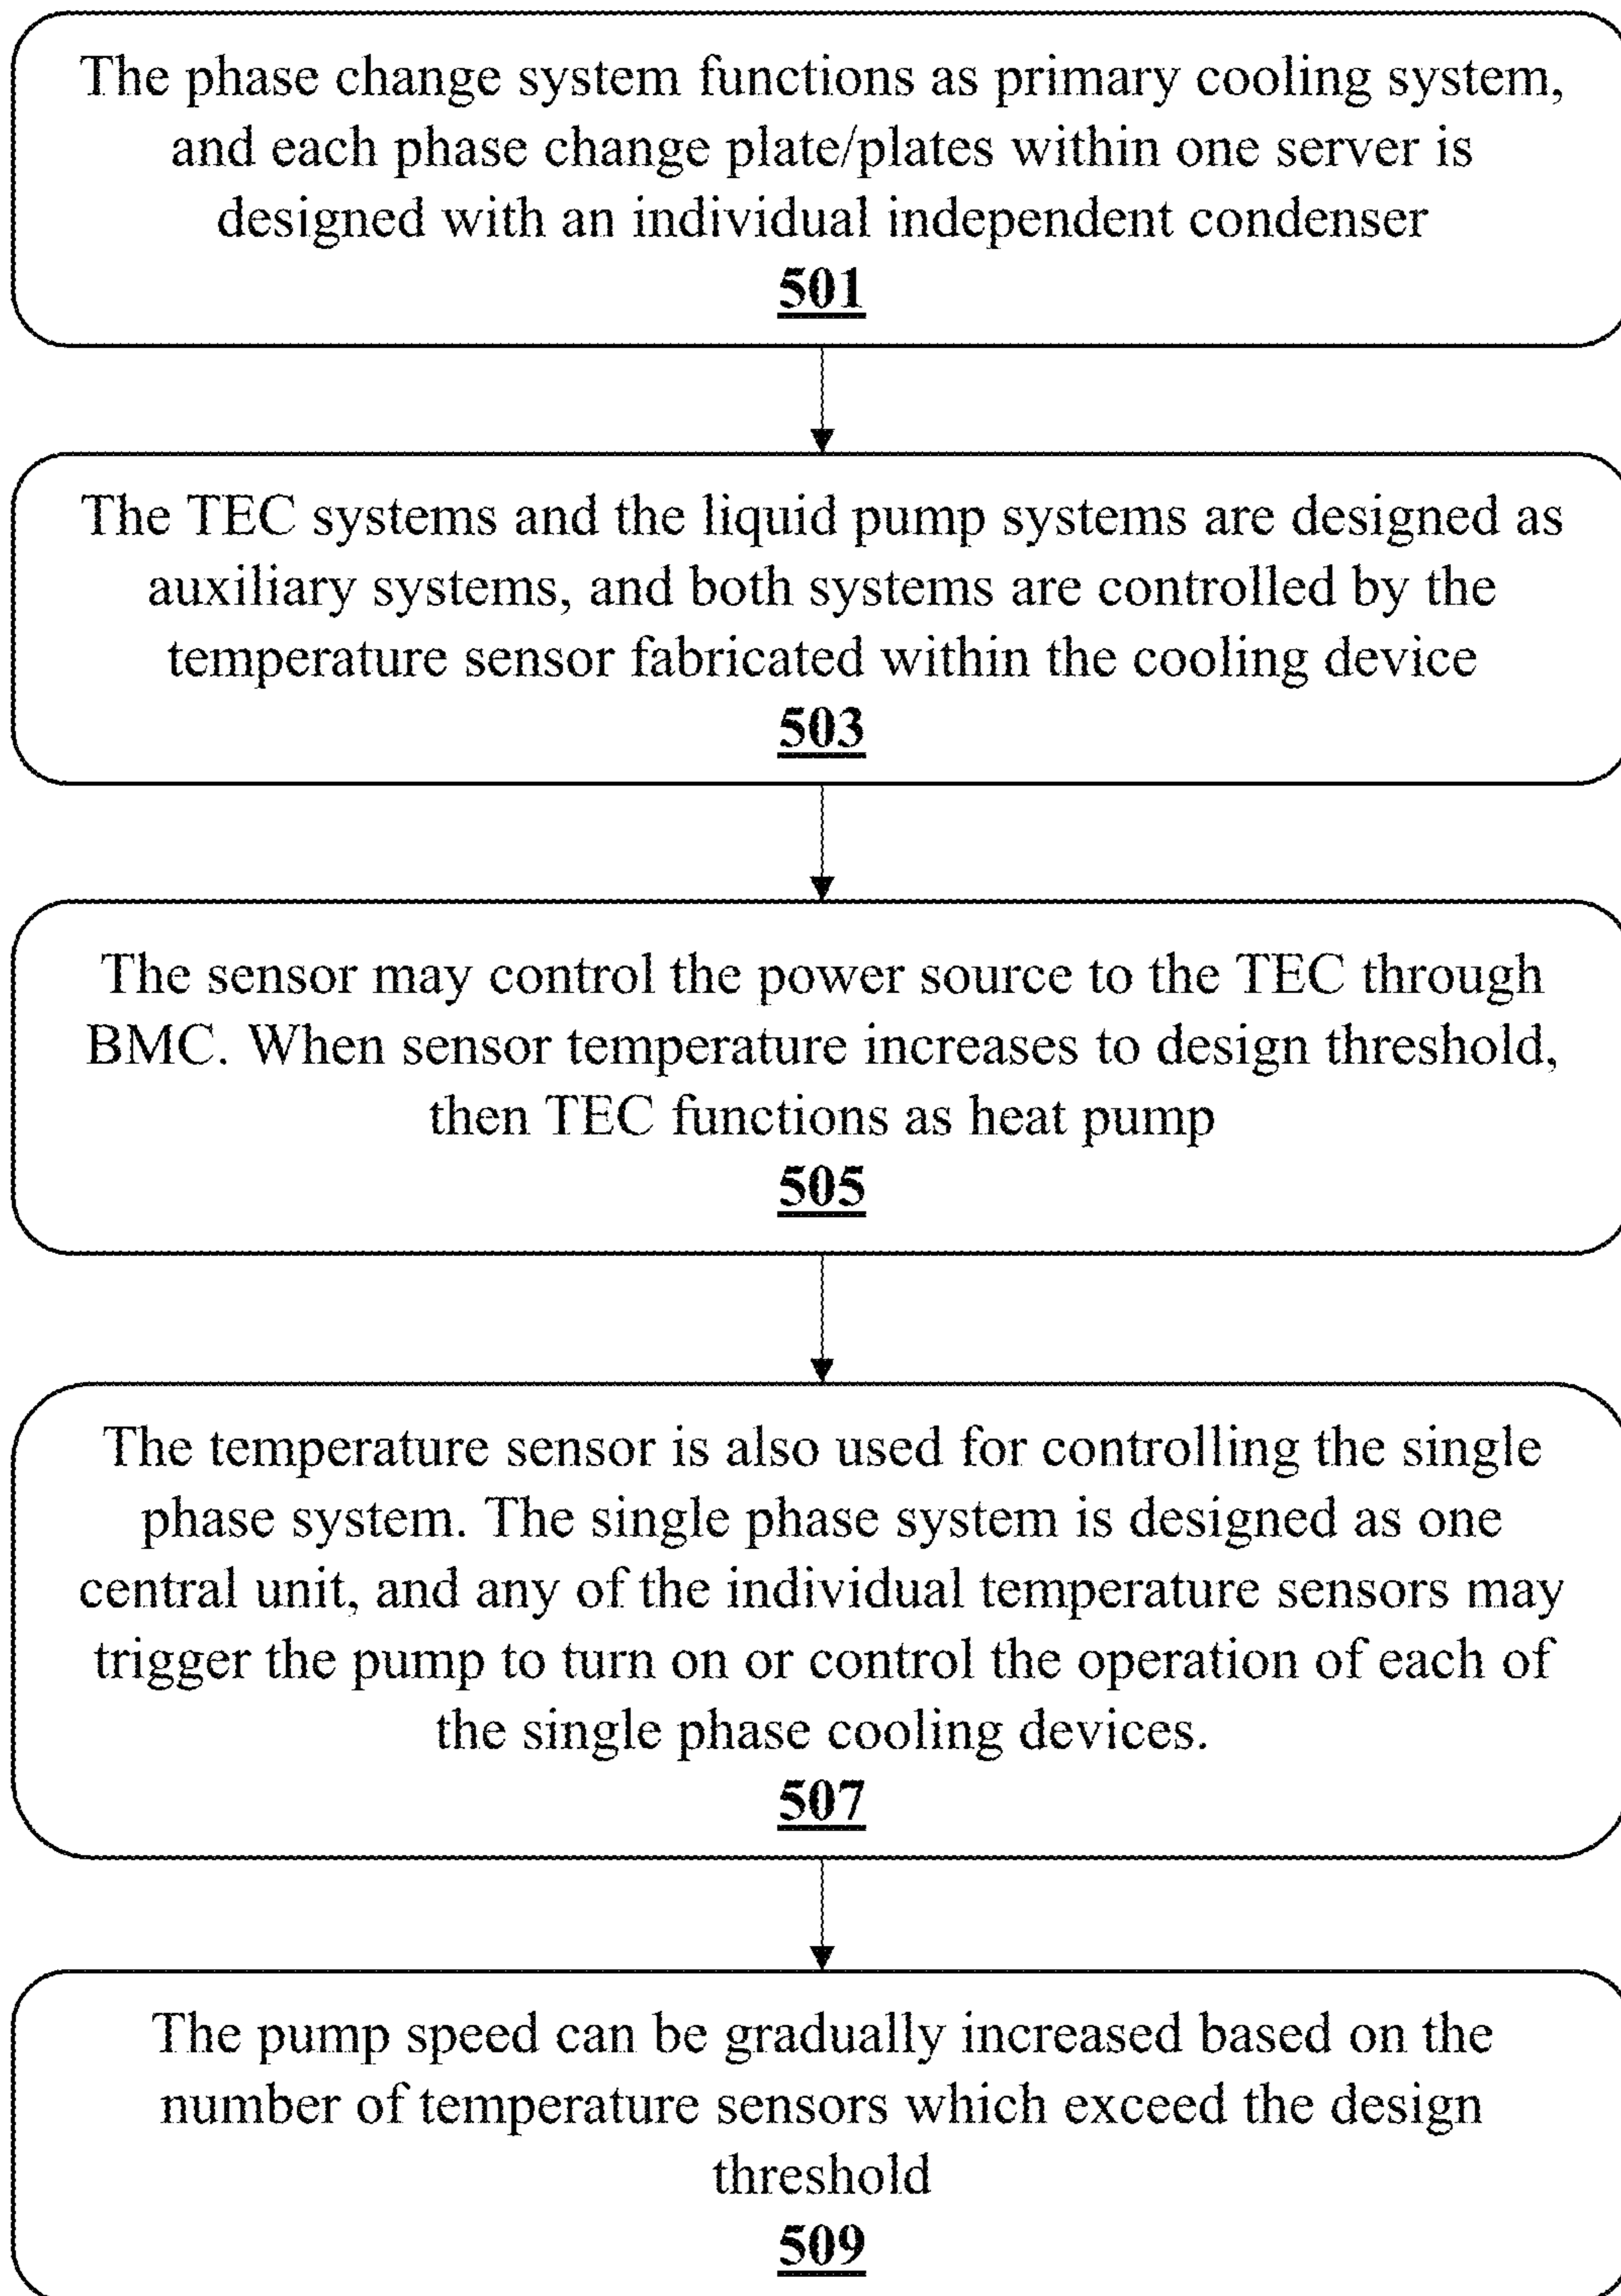 The phase change system functions as primary cooling system,
and each phase change plate/plates within one server is
designed with an individual independent condenser
501
The TEC systems and the liquid pump systems are designed as
auxiliary systems, and both systems are controlled by the
temperature sensor fabricated within the cooling device
503
The sensor may control the power source to the TEC through
BMC. When sensor temperature increases to design threshold,
then TEC functions as heat pump
505
The temperature sensor is also used for controlling the single
phase system. The single phase system is designed as one
central unit, and any of the individual temperature sensors may
trigger the pump to turn on or control the operation of each of
the single phase cooling devices.
507
The pump speed can be gradually increased based on the
number of temperature sensors which exceed the design
threshold
509